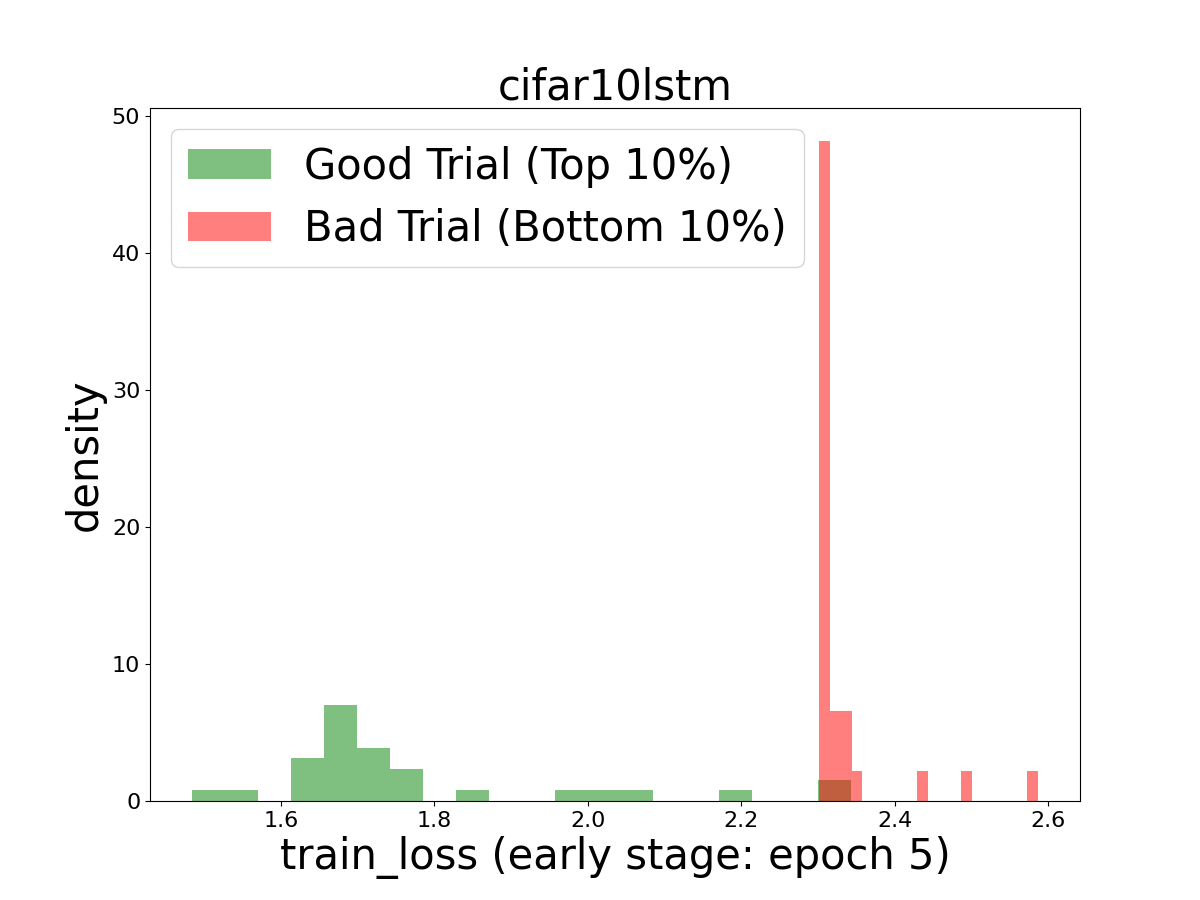 cifar10lstm
50
40
30
20
10
0
density
Good Trial (Top 10%)
Bad Trial (Bottom 10%)
1.6 1.8 2.0 2.2 2.4 2.6
train_loss (early stage: epoch 5)